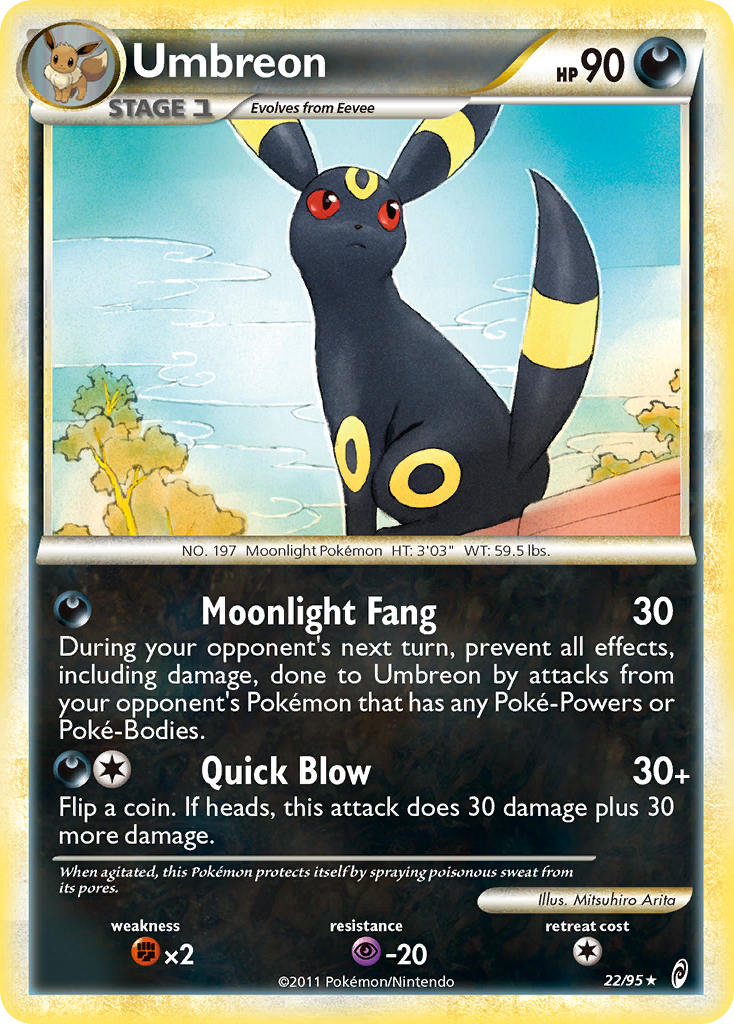 Umbreon
HP 90
STAGE 1
Evolves from Eevee
NO. 197 Moonlight Pokémon HT: 3'03" WT: 59.5 lbs.
Moonlight Fang 30
During your opponent's next turn, prevent all effects,
including damage, done to Umbreon by attacks from
your opponent's Pokémon that has any Poké-Powers or
Poké-Bodies.
Quick Blow 30+
Flip a coin. If heads, this attack does 30 damage plus 30
more damage.
When agitated, this Pokémon protects itself by spraying poisonous sweat from
its pores.
Illus. Mitsuhiro Arita
weakness resistance retreat cost
×2 -20
©2011 Pokémon/Nintendo 22/95★